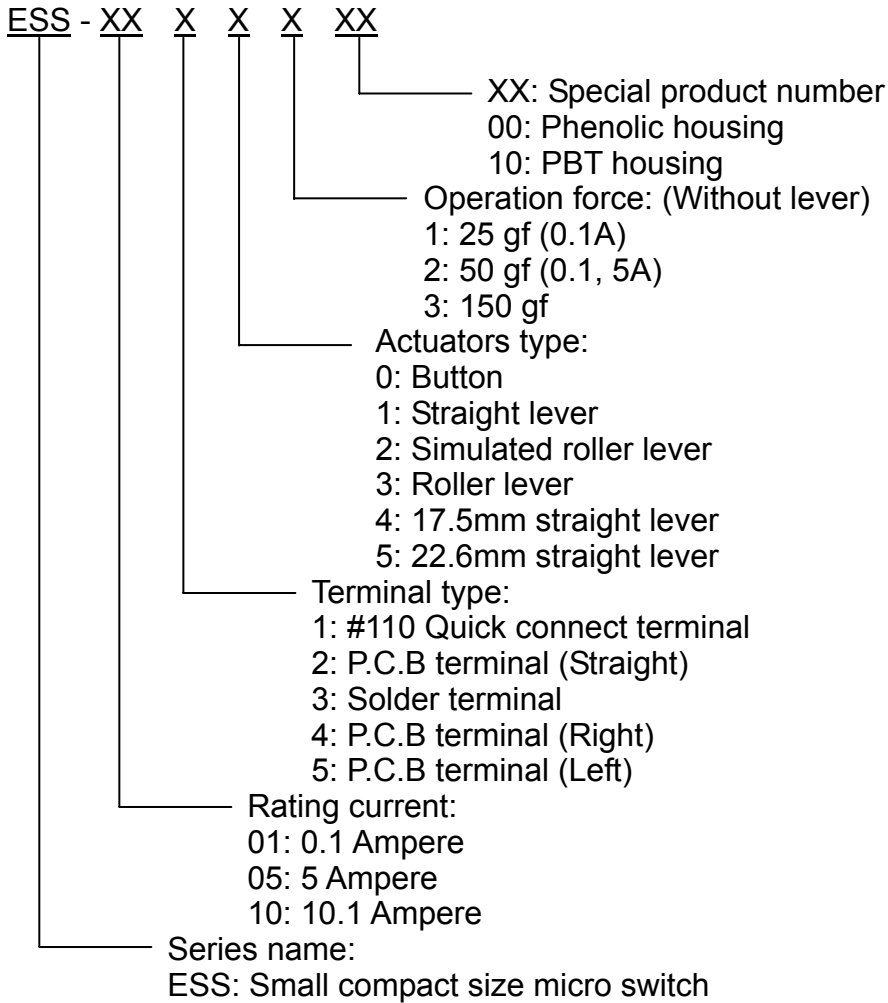 ESS - XX X X X XX
XX: Special product number
00: Phenolic housing
10: PBT housing
Operation force: (Without lever)
1: 25 gf (0.1A)
2: 50 gf (0.1, 5A)
3: 150 gf
Actuators type:
0: Button
1: Straight lever
2: Simulated roller lever
3: Roller lever
4: 17.5mm straight lever
5: 22.6mm straight lever
Terminal type:
1: #110 Quick connect terminal
2: P.C.B terminal (Straight)
3: Solder terminal
4: P.C.B terminal (Right)
5: P.C.B terminal (Left)
Rating current:
01: 0.1 Ampere
05: 5 Ampere
10: 10.1 Ampere
Series name:
ESS: Small compact size micro switch